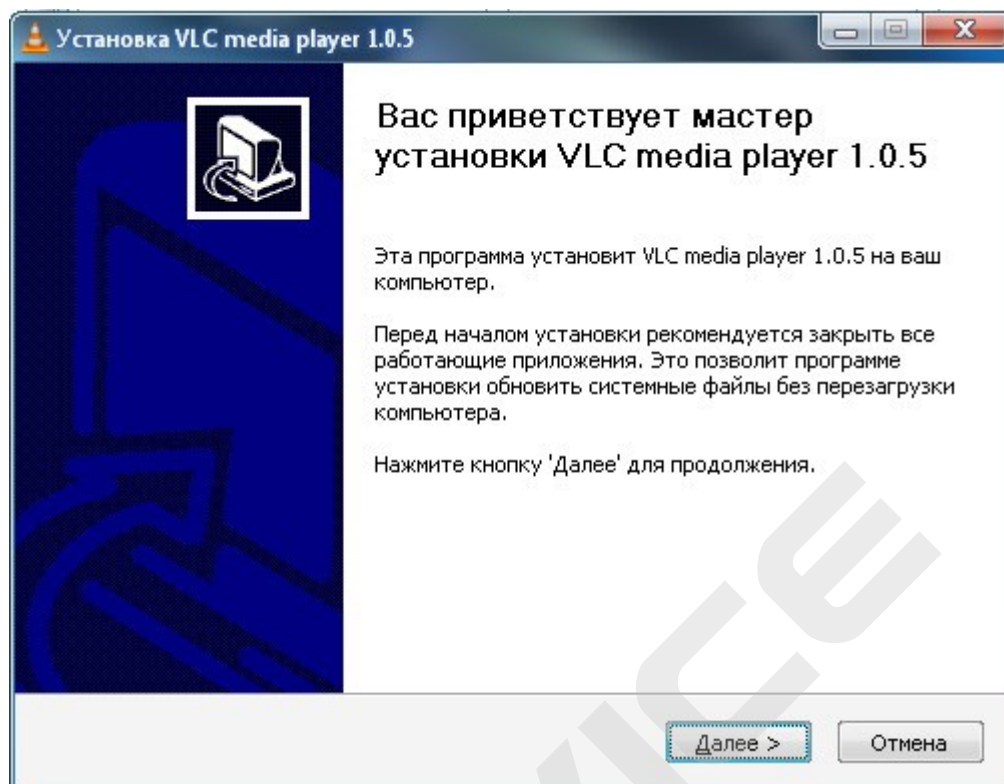 Установка VLC media player 1.0.5
Вас приветствует мастер
установки VLC media player 1.0.5
Эта программа установит VLC media player 1.0.5 на ваш
компьютер.
Перед началом установки рекомендуется закрыть все
работающие приложения. Это позволит программе
установки обновить системные файлы без перезагрузки
компьютера.
Нажмите кнопку 'Далее' для продолжения.
Далее >
Отмена